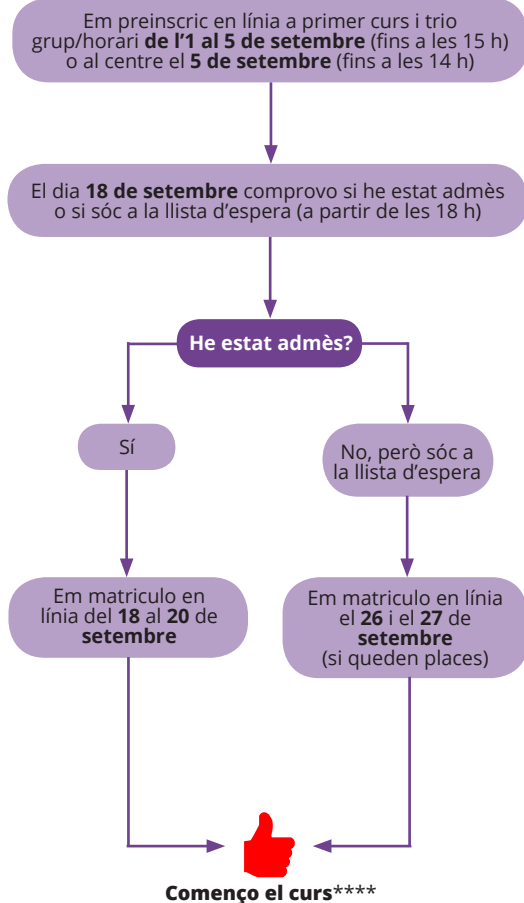 Em preinscric en línia a primer curs i trio
grup/horari de l'1 al 5 de setembre (fins a les 15 h)
o al centre el 5 de setembre (fins a les 14 h)
El dia 18 de setembre comprovo si he estat admès
o si sóc a la llista d'espera (a partir de les 18 h)
He estat admès?
Sí
No, però sóc a
la llista d'espera
Em matriculo en
línia del 18 al 20 de
setembre
Em matriculo en línia
el 26 i el 27 de
setembre
(si queden places)
Començo el curs****